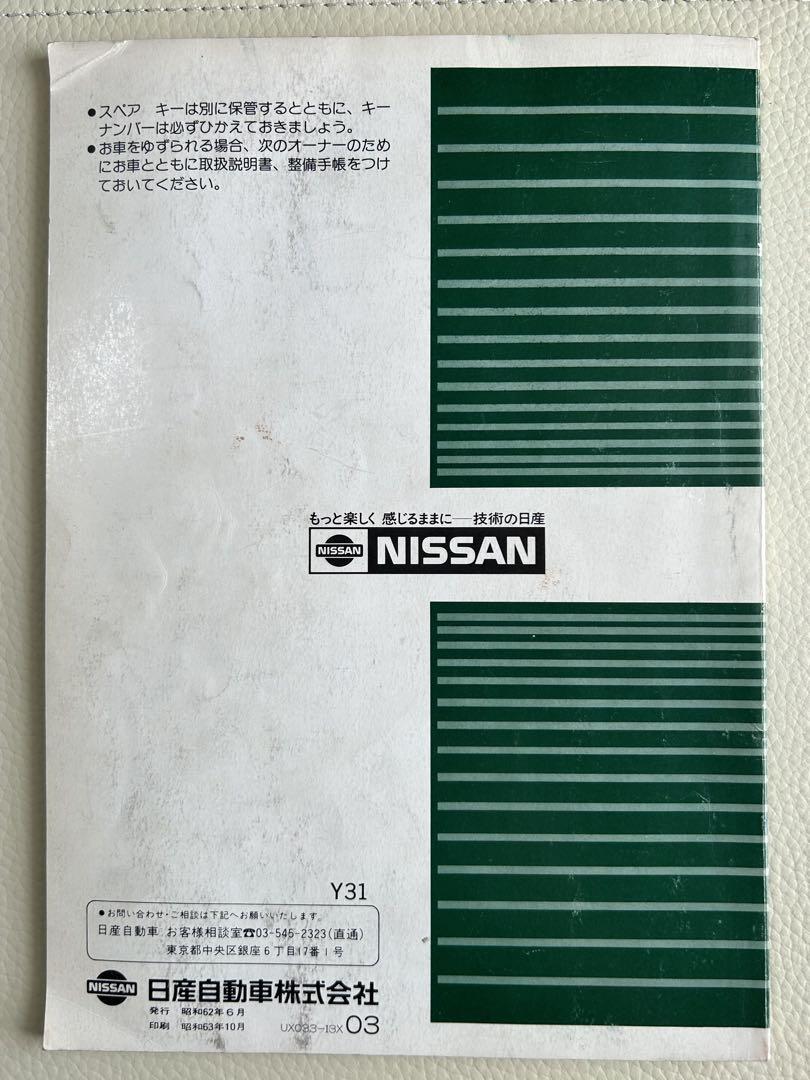 ●スペア キーは別に保管するとともに、キー
ナンバーは必ずひかえておきましょう。
●お車をゆずられる場合、次のオーナーのため
にお車とともに取扱説明書、整備手帳をつけ
ておいてください。
もっと楽しく 感じるままに──技術の日産
NISSAN NISSAN
Y31
●お問い合わせ・ご相談は下記へお願いいたします。
日産自動車 お客様相談室☎03-545-2323(直通)
東京都中央区銀座6丁目17番1号
NISSAN 日産自動車株式会社
発行 昭和62年6月
印刷 昭和63年10月 UX033-13X 03